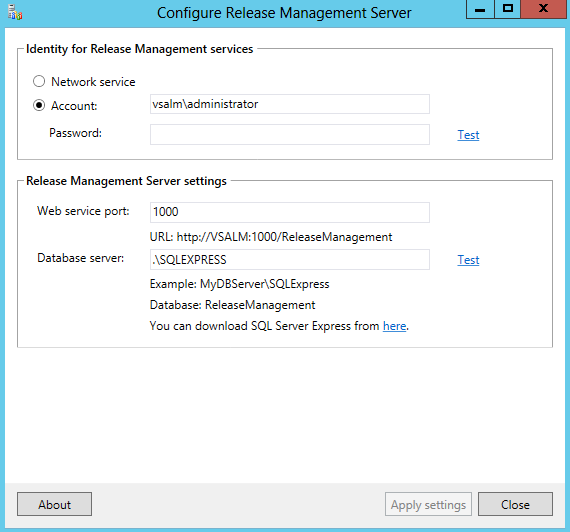 Configure Release Management Server
Identity for Release Management services
Network service
Account: vsalm\administrator
Password: Test
Release Management Server settings
Web service port: 1000
URL: http://VSALM:1000/ReleaseManagement
Database server: .\SQLEXPRESS Test
Example: MyDBServer\SQLExpress
Database: ReleaseManagement
You can download SQL Server Express from here.
About Apply settings Close